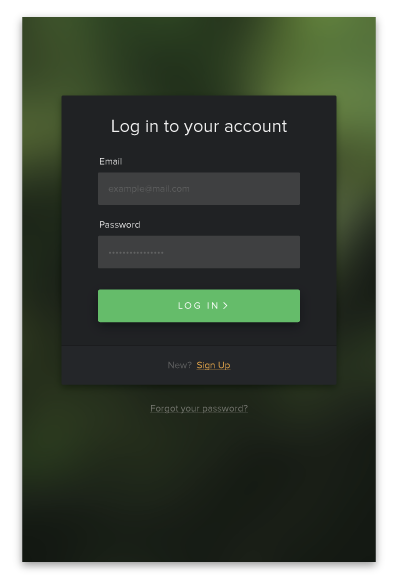 Log in to your account
Email
example@mail.com
Password
LOG IN >
New? Sign Up
Forgot your password?